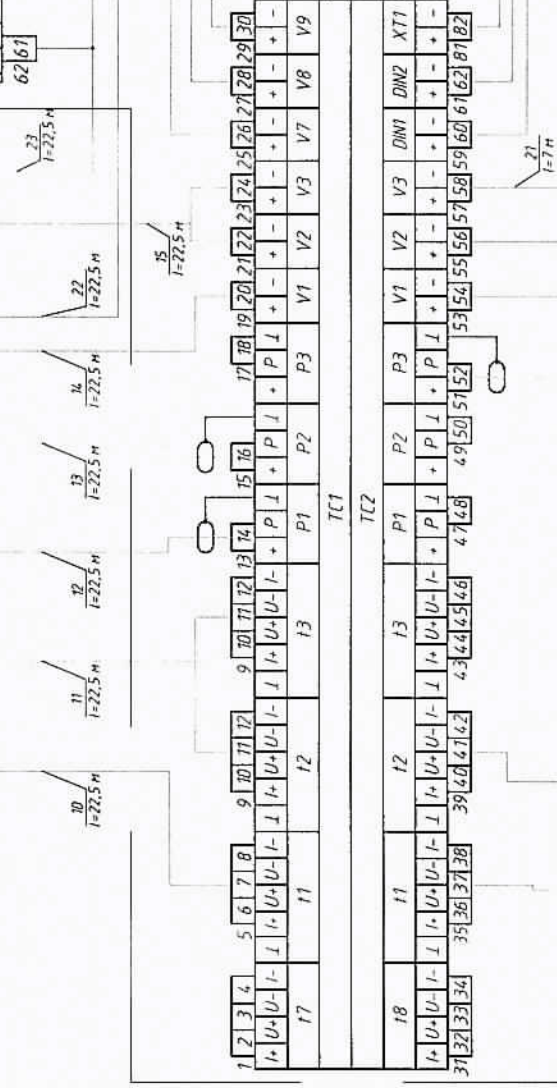 62 61
23
l=22,5 м
22
l=22,5 м
15
l=22,5 м
14
l=22,5 м
13
l=22,5 м
12
l=22,5 м
11
l=22,5 м
10
l=22,5 м
21
l=7 м
1 2 3 4 5 6 7 8 9 10 11 12 9 10 11 12 13 14 15 16 17 18 19 20 21 22 23 24 25 26 27 28 29 30
I+ U+ U- I- ⊥ I+ U+ U- I- ⊥ I+ U+ U- I- ⊥ I+ U+ U- I- + P ⊥ + P ⊥ + P ⊥ + - + - + - + - + - + -
t7 t1 t2 t3 P1 P2 P3 V1 V2 V3 V7 V8 V9
TC1
TC2
t8 t1 t2 t3 P1 P2 P3 V1 V2 V3 DIN1 DIN2 XT1
I+ U+ U- I- ⊥ I+ U+ U- I- ⊥ I+ U+ U- I- ⊥ I+ U+ U- I- + P ⊥ + P ⊥ + P ⊥ + - + - + - + - + - + -
31 32 33 34 35 36 37 38 39 40 41 42 43 44 45 46 47 48 49 50 51 52 53 54 55 56 57 58 59 60 61 62 81 82